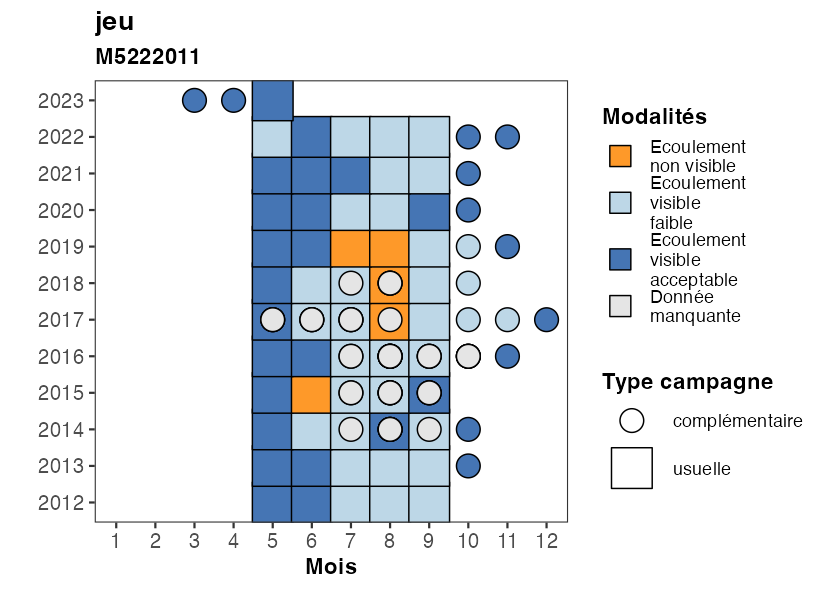 jeu
M5222011
2023
2022
2021
2020
2019
2018
2017
2016
2015
2014
2013
2012
1 2 3 4 5 6 7 8 9 10 11 12
Mois
Modalités
Ecoulement
non visible
Ecoulement
visible
faible
Ecoulement
visible
acceptable
Donnée
manquante
Type campagne
complémentaire
usuelle